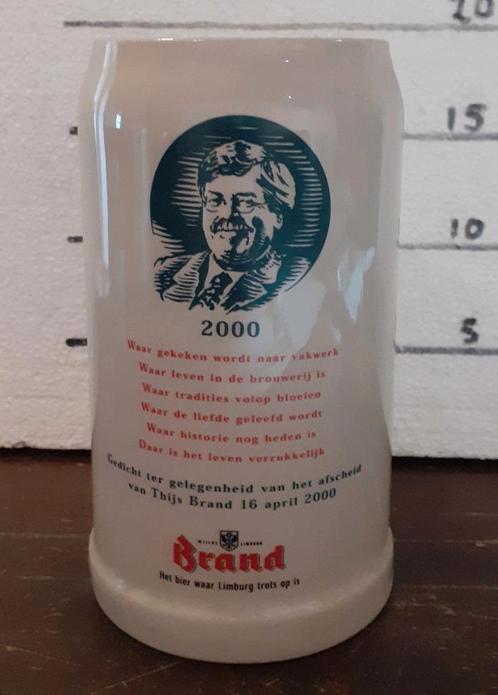 20
15
10
5
2000
Waar gekeken wordt naar vakwerk
Waar leven in de brouwerij is
Waar tradities volop bloeien
Waar de liefde geleefd wordt
Waar historie nog heden is
Daar is het leven verrukkelijk
Gedicht ter gelegenheid van het afscheid
van Thijs Brand 16 april 2000
WIJLRE LIMBURG
Brand
Het bier waar Limburg trots op is